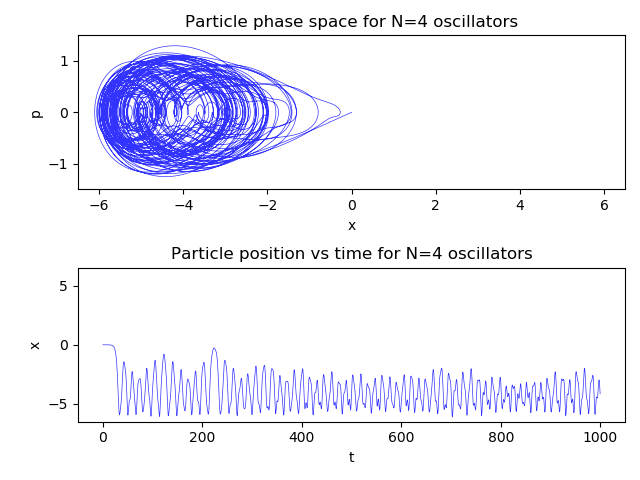 Particle phase space for N=4 oscillators
1
0
−1
p
−6 −4 −2 0 2 4 6
x
Particle position vs time for N=4 oscillators
5
0
−5
x
0 200 400 600 800 1000
t